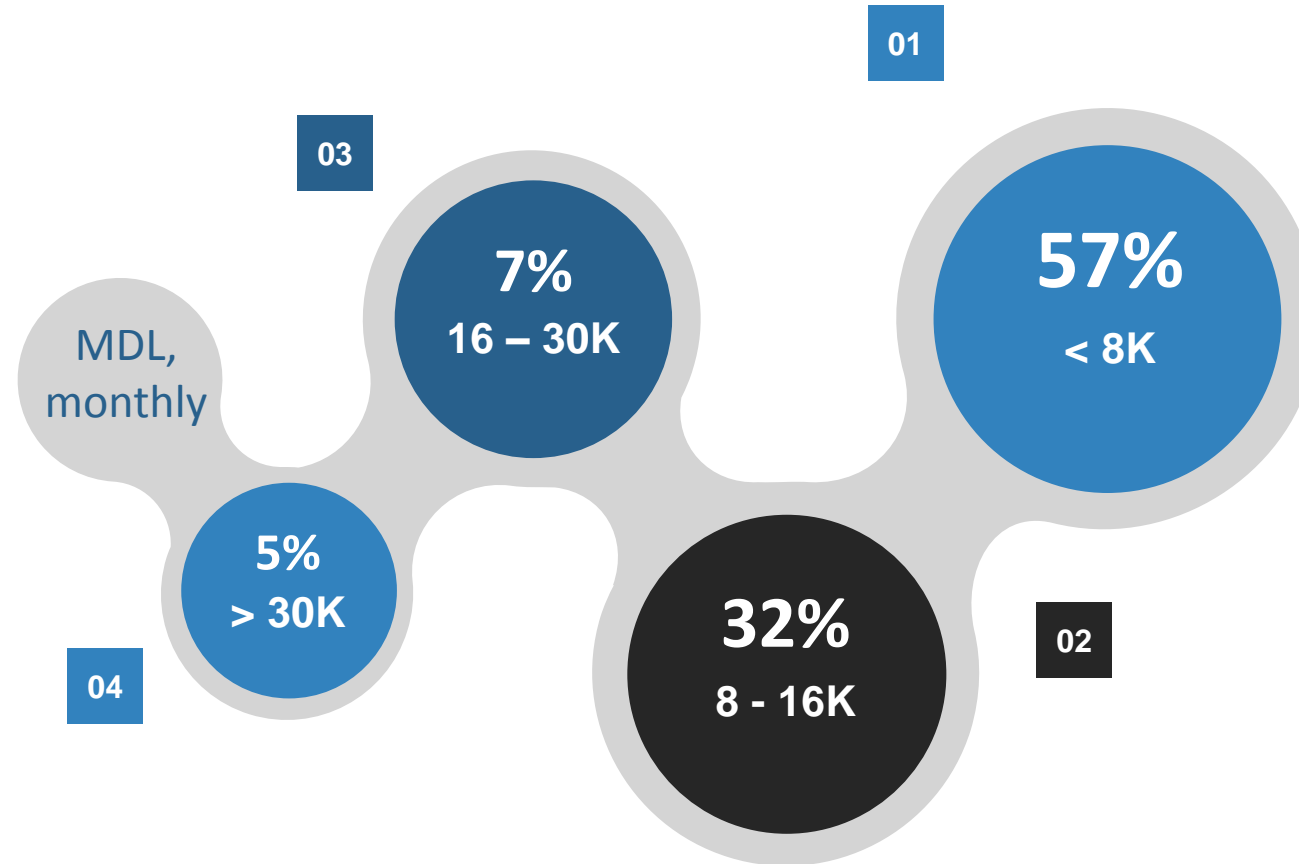 01
57%
< 8K
03
7%
16 – 30K
MDL,
monthly
5%
> 30K
04
32%
8 - 16K
02